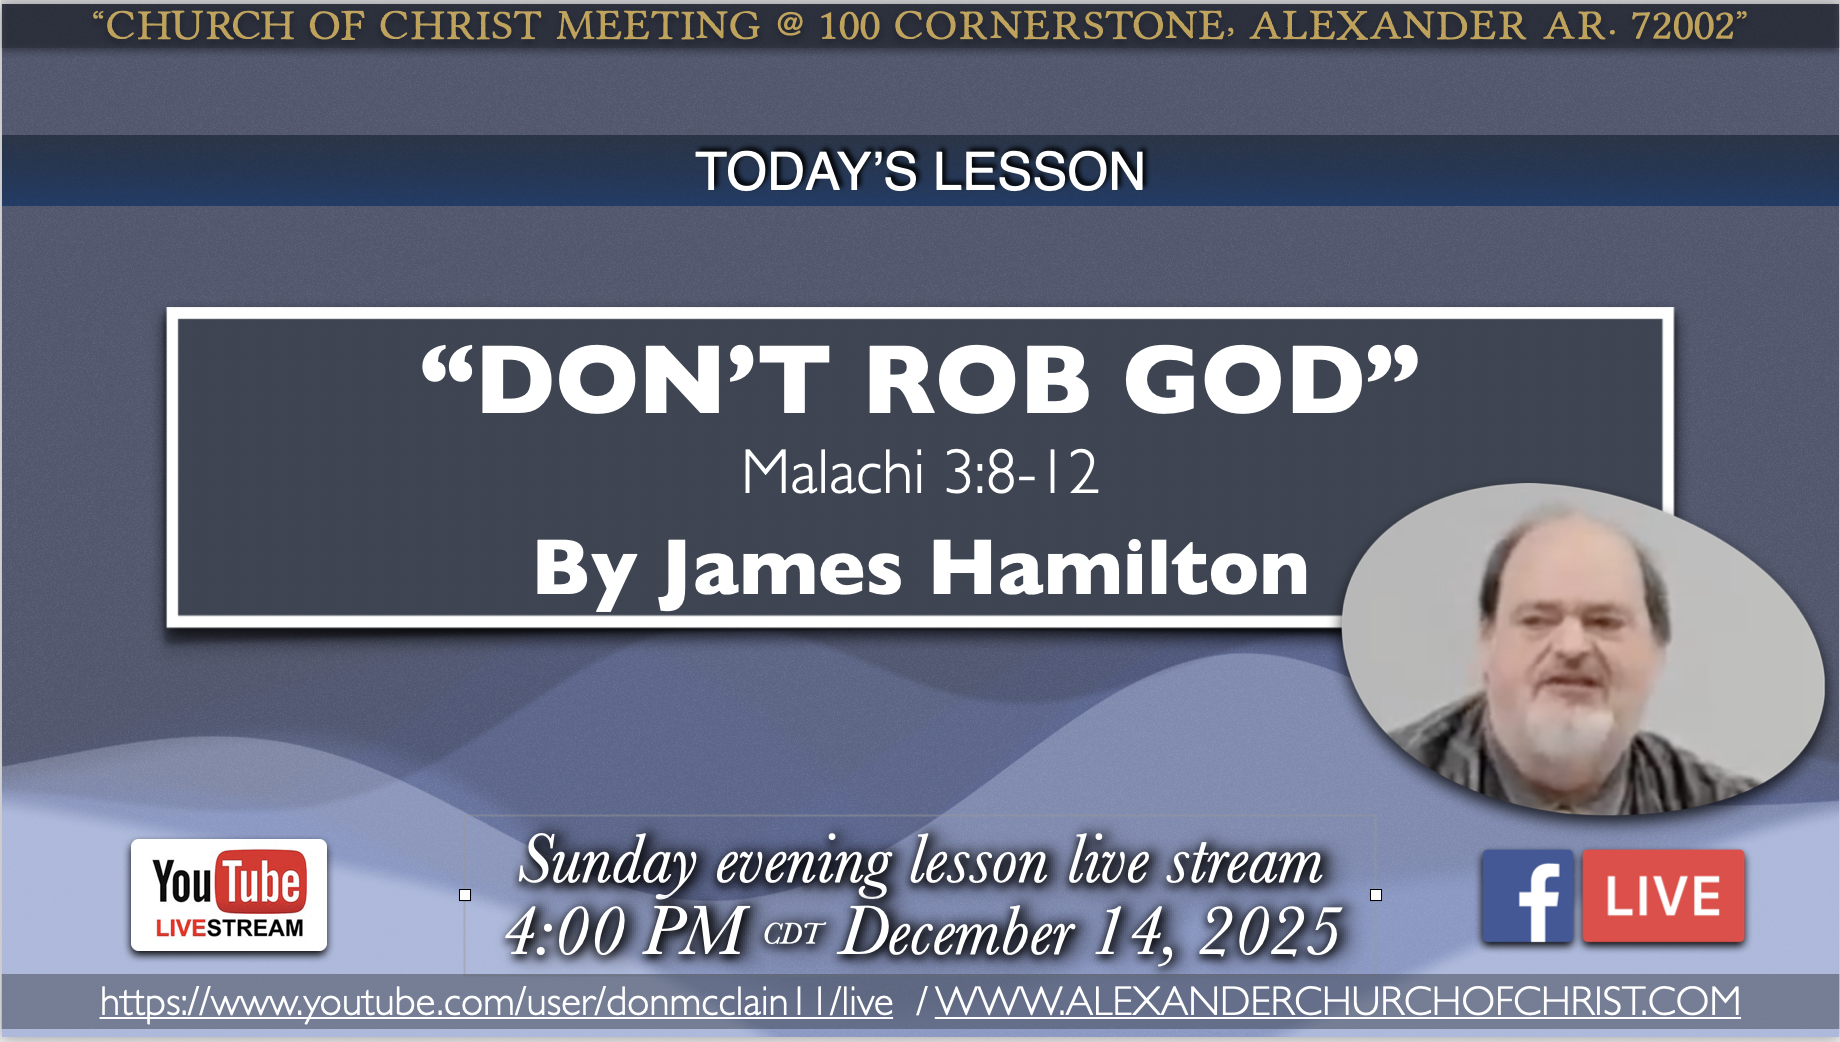 “CHURCH OF CHRIST MEETING @ 100 CORNERSTONE, ALEXANDER AR. 72002”
TODAY’S LESSON
“DON’T ROB GOD”
Malachi 3:8-12
By James Hamilton
Sunday evening lesson live stream
4:00 PM CDT December 14, 2025
YouTube
LIVESTREAM
f LIVE
https://www.youtube.com/user/donmcclain11/live / WWW.ALEXANDERCHURCHOFCHRIST.COM